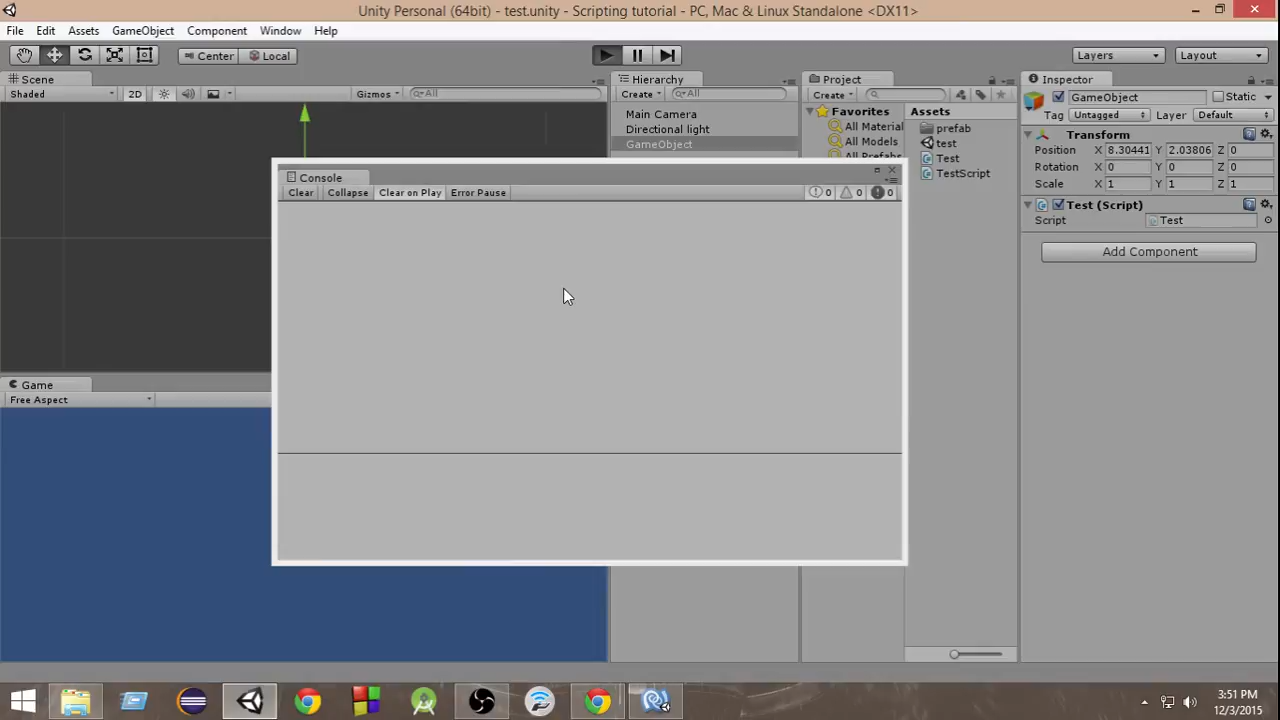 Unity Personal (64bit) - test.unity - Scripting tutorial - PC, Mac & Linux Standalone <DX11>
File Edit Assets GameObject Component Window Help
Center Local Layers Layout
Scene Hierarchy Project Inspector
Shaded 2D Gizmos All Create All Create
GameObject Static
Tag Untagged Layer Default
Main Camera
Directional light
GameObject
Favorites
All Material
All Models
Assets
prefab
test
Test
TestScript
Transform
Position X 8.30441 Y 2.03806 Z 0
Rotation X 0 Y 0 Z 0
Scale X 1 Y 1 Z 1
Test (Script)
Script Test
Add Component
Console
Clear Collapse Clear on Play Error Pause 0 0 0
Game
Free Aspect
3:51 PM
12/3/2015